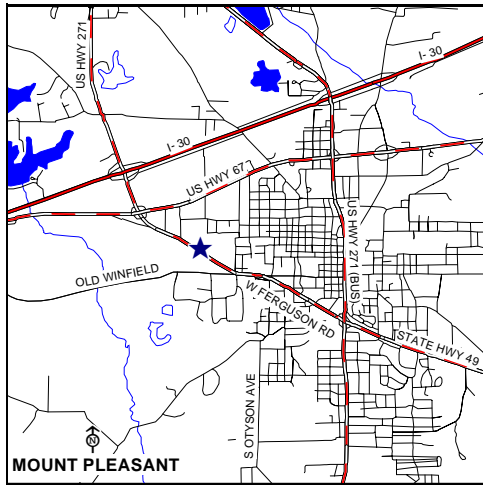 US HWY 271
I- 30
I- 30
US HWY 67
US HWY 271 (BUS)
OLD WINFIELD
W FERGUSON RD
STATE HWY 49
S OTYSON AVE
N
MOUNT PLEASANT